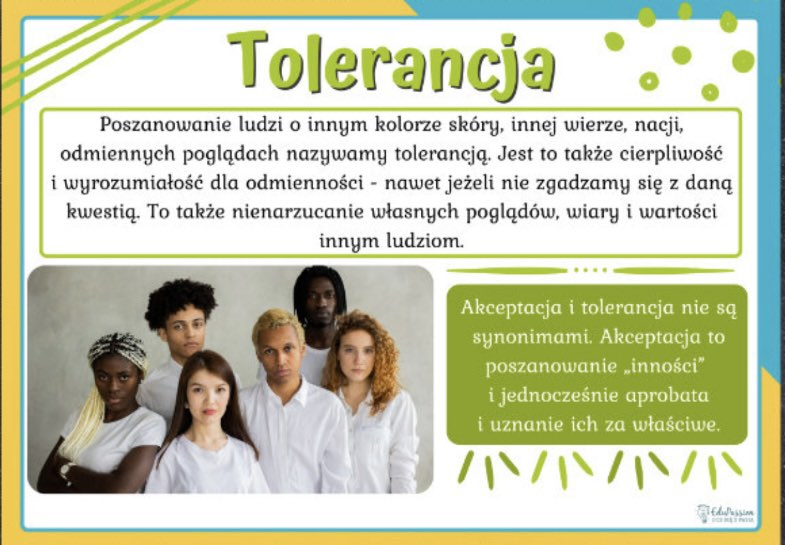 Tolerancja
Poszanowanie ludzi o innym kolorze skóry, innej wierze, nacji,
odmiennych poglądach nazywamy tolerancją. Jest to także cierpliwość
i wyrozumiałość dla odmienności - nawet jeżeli nie zgadzamy się z daną
kwestią. To także nienarzucanie własnych poglądów, wiary i wartości
innym ludziom.
Akceptacja i tolerancja nie są
synonimami. Akceptacja to
poszanowanie „inności”
i jednocześnie aprobata
i uznanie ich za właściwe.
EduPassion